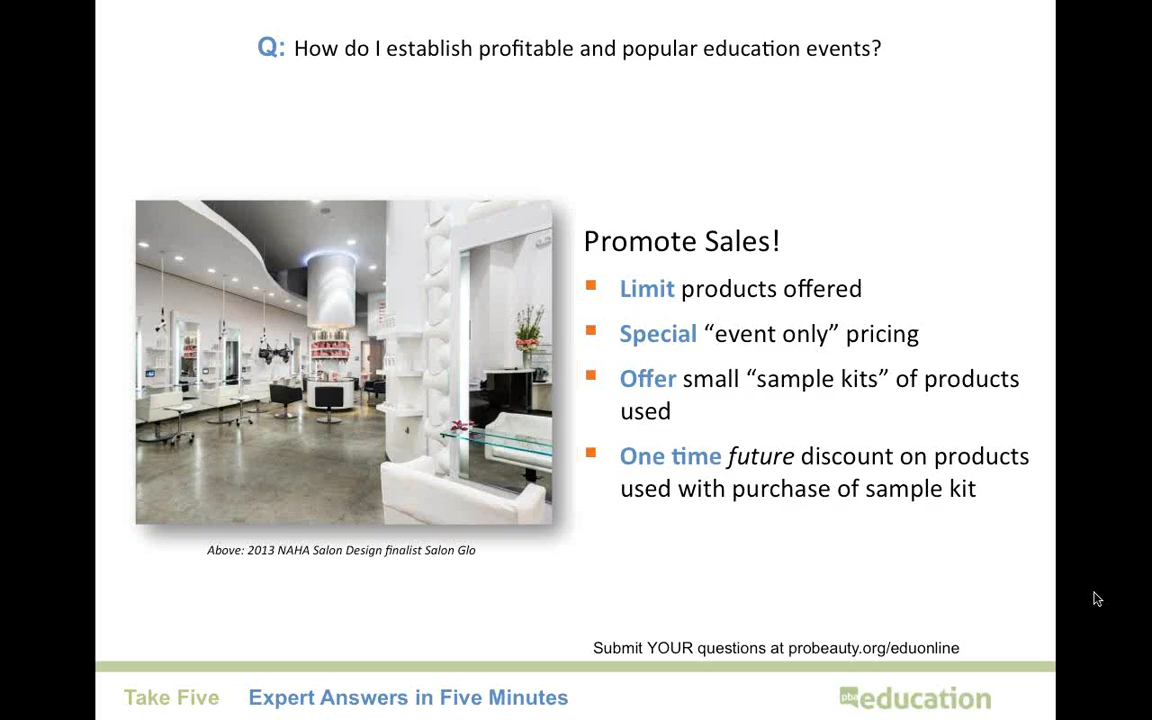 Q: How do I establish profitable and popular education events?
Promote Sales!
Limit products offered
Special “event only” pricing
Offer small “sample kits” of products
used
One time future discount on products
used with purchase of sample kit
Above: 2013 NAHA Salon Design finalist Salon Glo
Submit YOUR questions at probeauty.org/eduonline
Take Five Expert Answers in Five Minutes
pba education